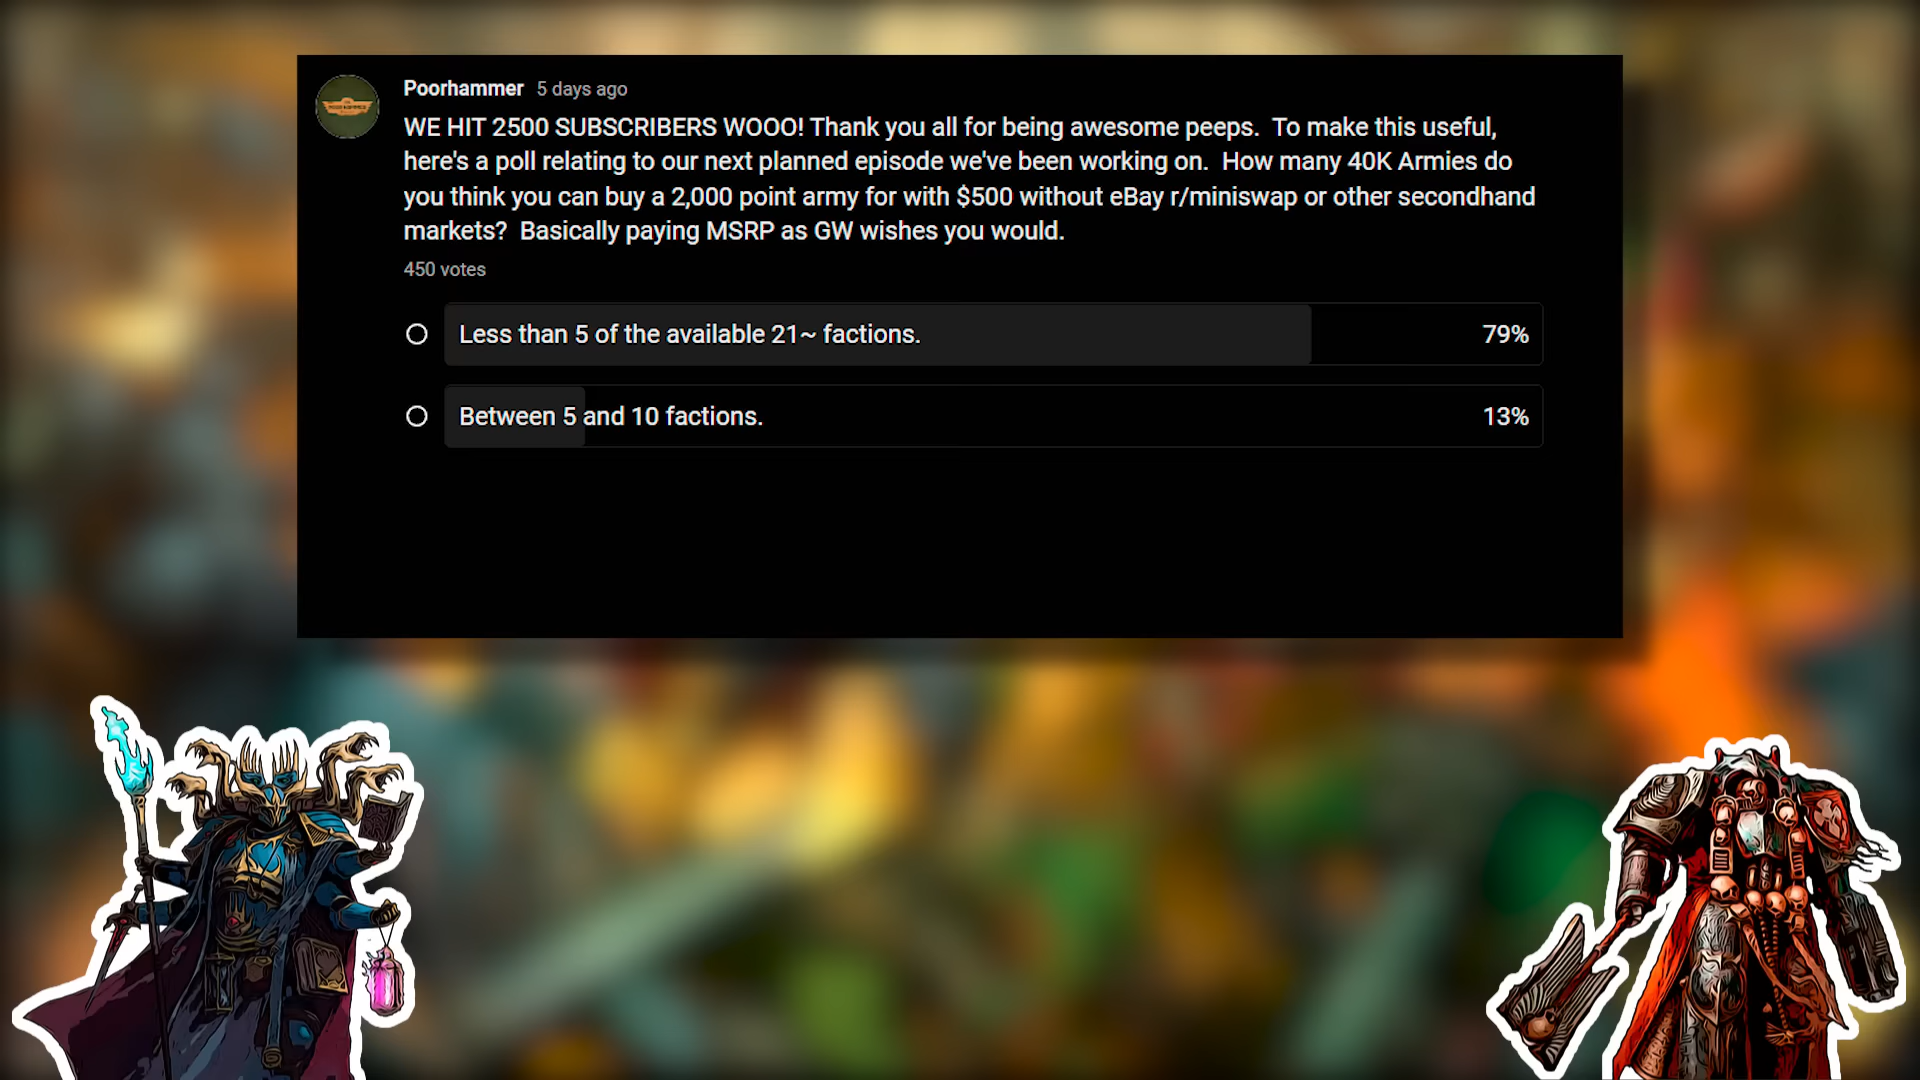 Poorhammer 5 days ago
WE HIT 2500 SUBSCRIBERS WOOO! Thank you all for being awesome peeps. To make this useful,
here's a poll relating to our next planned episode we've been working on. How many 40K Armies do
you think you can buy a 2,000 point army for with $500 without eBay r/miniswap or other secondhand
markets? Basically paying MSRP as GW wishes you would.
450 votes
Less than 5 of the available 21~ factions. 79%
Between 5 and 10 factions. 13%